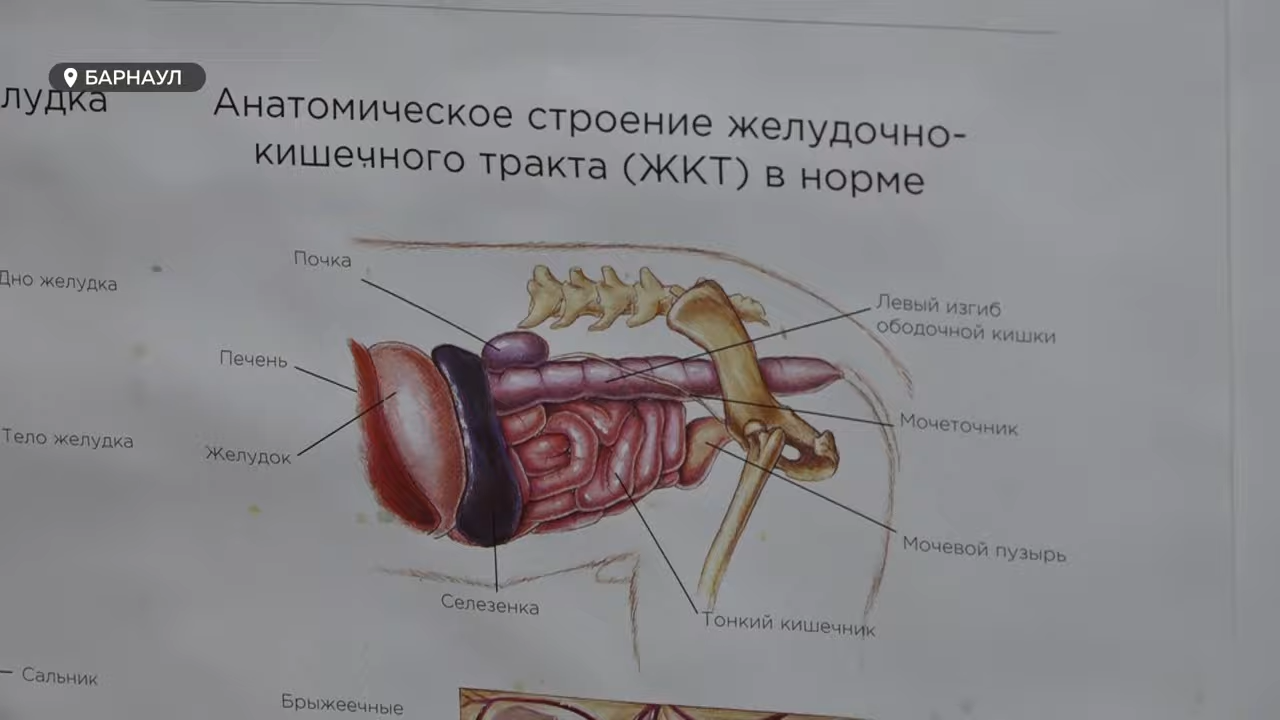 БАРНАУЛ
лудка
Анатомическое строение желудочно-
кишечного тракта (ЖКТ) в норме
Почка
Дно желудка
Левый изгиб
ободочной кишки
Печень
Мочеточник
Тело желудка
Желудок
Мочевой пузырь
Селезенка
Тонкий кишечник
Сальник
Брыжеечные